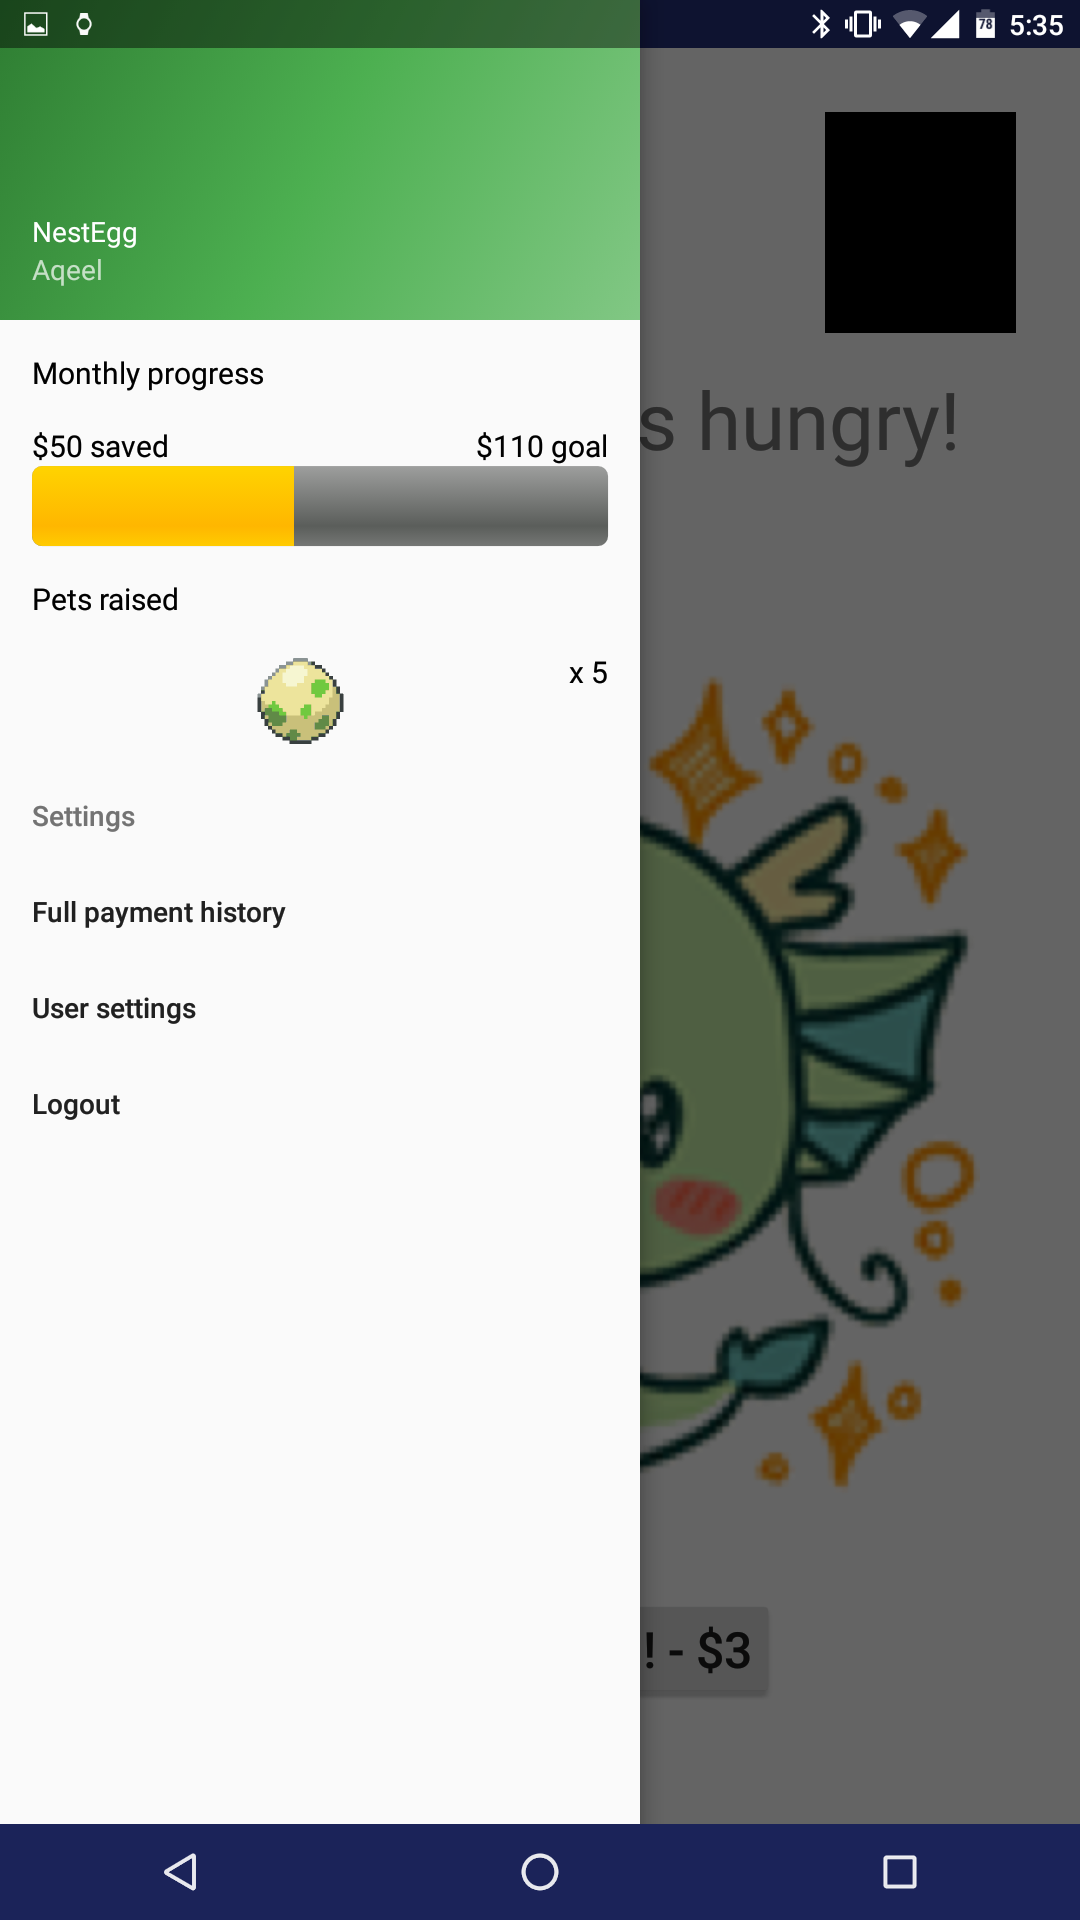 78 5:35
NestEgg
Aqeel
Monthly progress
$50 saved $110 goal
Pets raised
x 5
Settings
Full payment history
User settings
Logout
s hungry!
! - $3